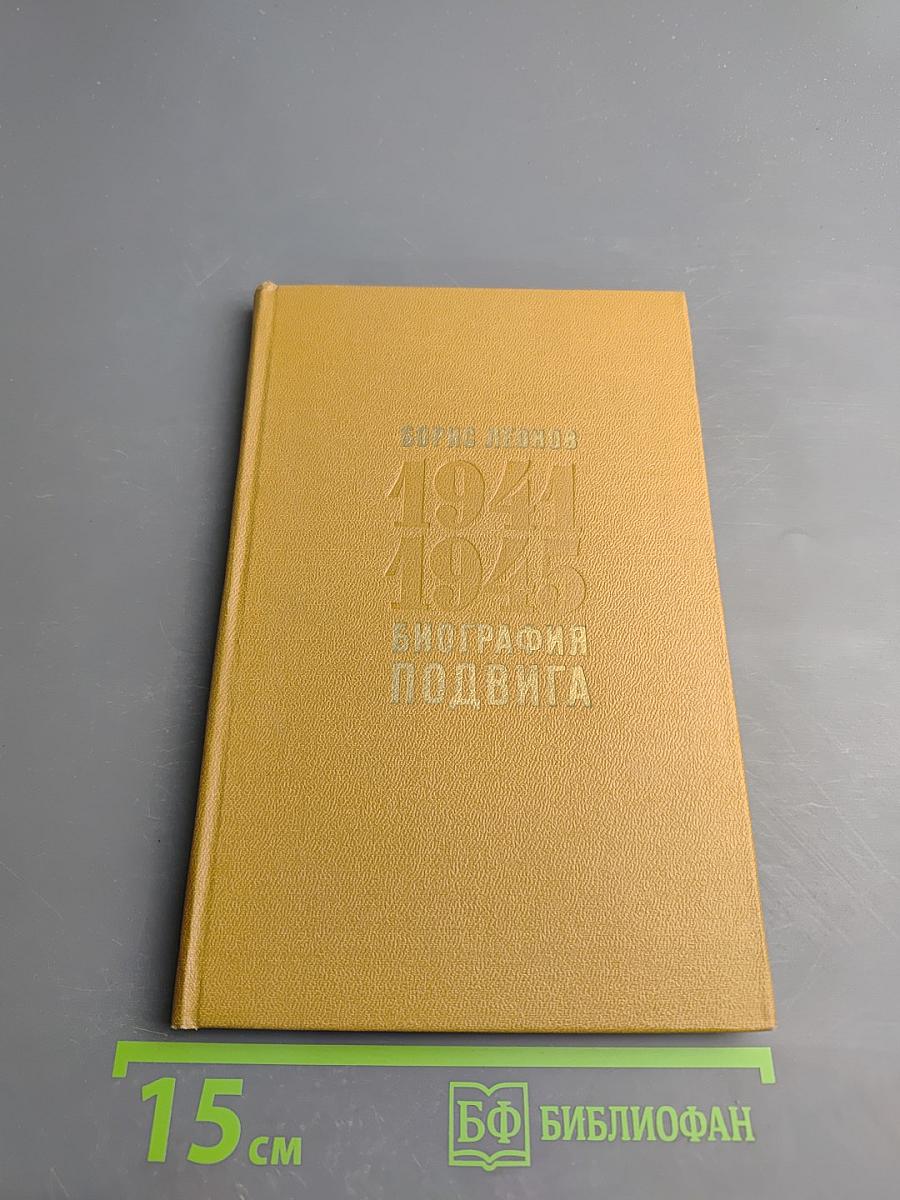 БОРИС ЛЕОНОВ
1941
1945
БИОГРАФИЯ
ПОДВИГА
15 см
БФ БИБЛИОФАН